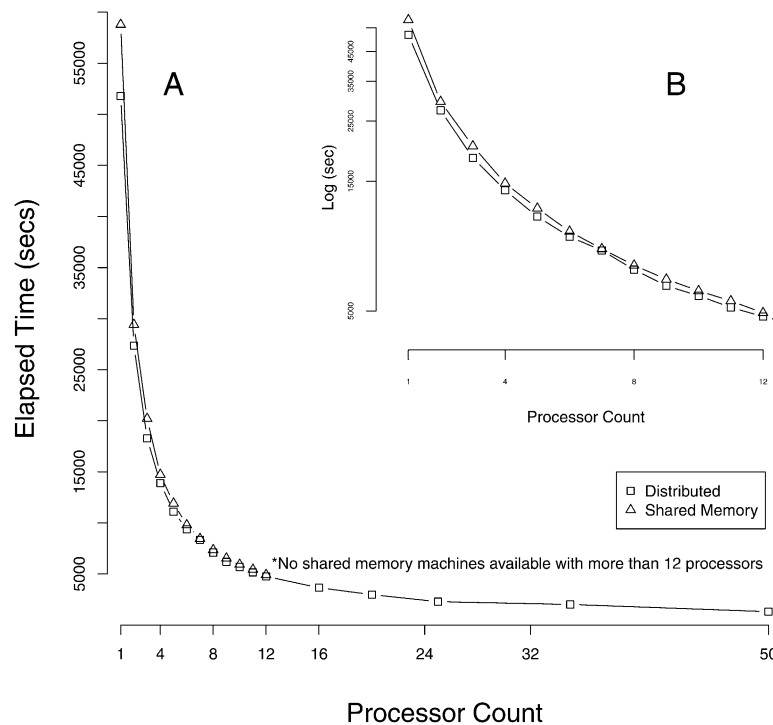 A
B
55000
45000
35000
25000
15000
5000
Elapsed Time (secs)
45000
35000
25000
15000
5000
Log (sec)
1 4 8 12
Processor Count
Distributed
Shared Memory
*No shared memory machines available with more than 12 processors
1 4 8 12 16 24 32 50
Processor Count